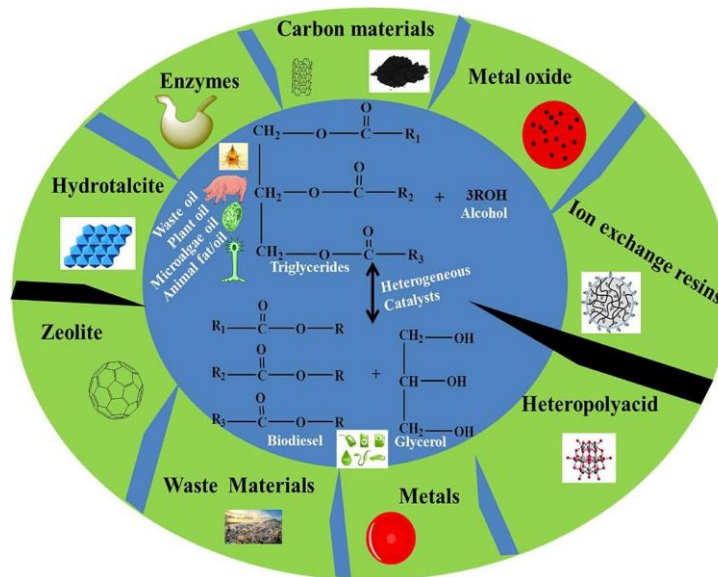 Carbon materials
Enzymes
Metal oxide
Hydrotalcite
Ion exchange resins
Zeolite
Heteropolyacid
Waste Materials
Metals
O
CH₂—O—C—R₁
O
CH₂—O—C—R₂
+ 3ROH
Alcohol
O
CH₂—O—C—R₃
Triglycerides
Waste oil
Plant oil
Microalgae oil
Animal fat/oil
Heterogeneous
Catalysts
O
R₁—C—O—R
O
R₂—C—O—R
+
O
R₃—C—O—R
Biodiesel
CH₂—OH
CH—OH
CH₂—OH
Glycerol